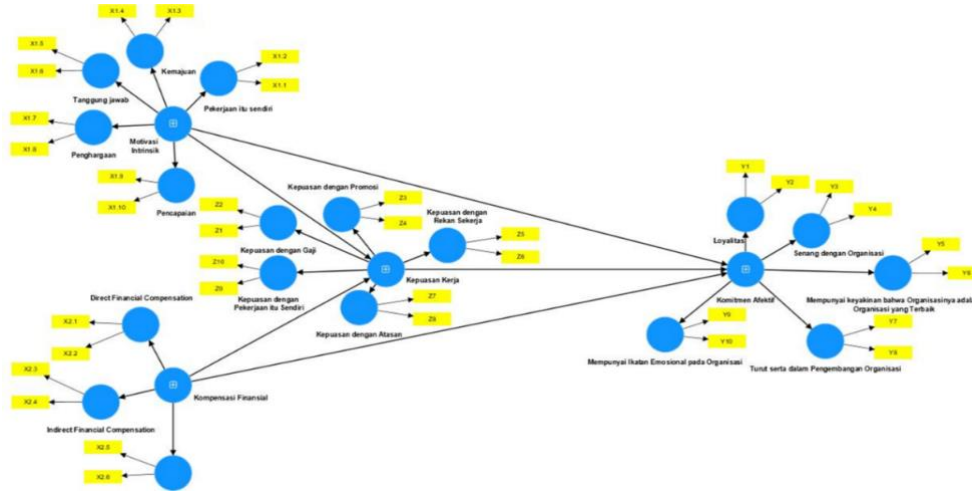 X1.4
X1.3
X1.5
X1.6
X1.2
X1.1
Kemajuan
Tanggung jawab
Pekerjaan itu sendiri
X1.7
X1.8
Motivasi
Intrinsik
Penghargaan
X1.9
X1.10
Pencapaian
Kepuasan dengan Promosi
Z3
Z4
Z2
Z1
Kepuasan dengan
Rekan Sekerja
Z5
Z6
Kepuasan dengan Gaji
Z10
Z9
Kepuasan dengan
Pekerjaan itu Sendiri
Kepuasan Kerja
Z7
Z8
Kepuasan dengan Atasan
Y1
Y2
Y3
Y4
Loyalitas
Senang dengan Organisasi
Y5
Y6
Komitmen Afektif
Mempunyai keyakinan bahwa Organisasinya adal
Organisasi yang Terbaik
Y9
Y10
Mempunyai Ikatan Emosional pada Organisasi
Y7
Y8
Turut serta dalam Pengembangan Organisasi
Direct Financial Compensation
X2.1
X2.2
X2.3
X2.4
Kompensasi Finansial
Indirect Financial Compensation
X2.5
X2.6